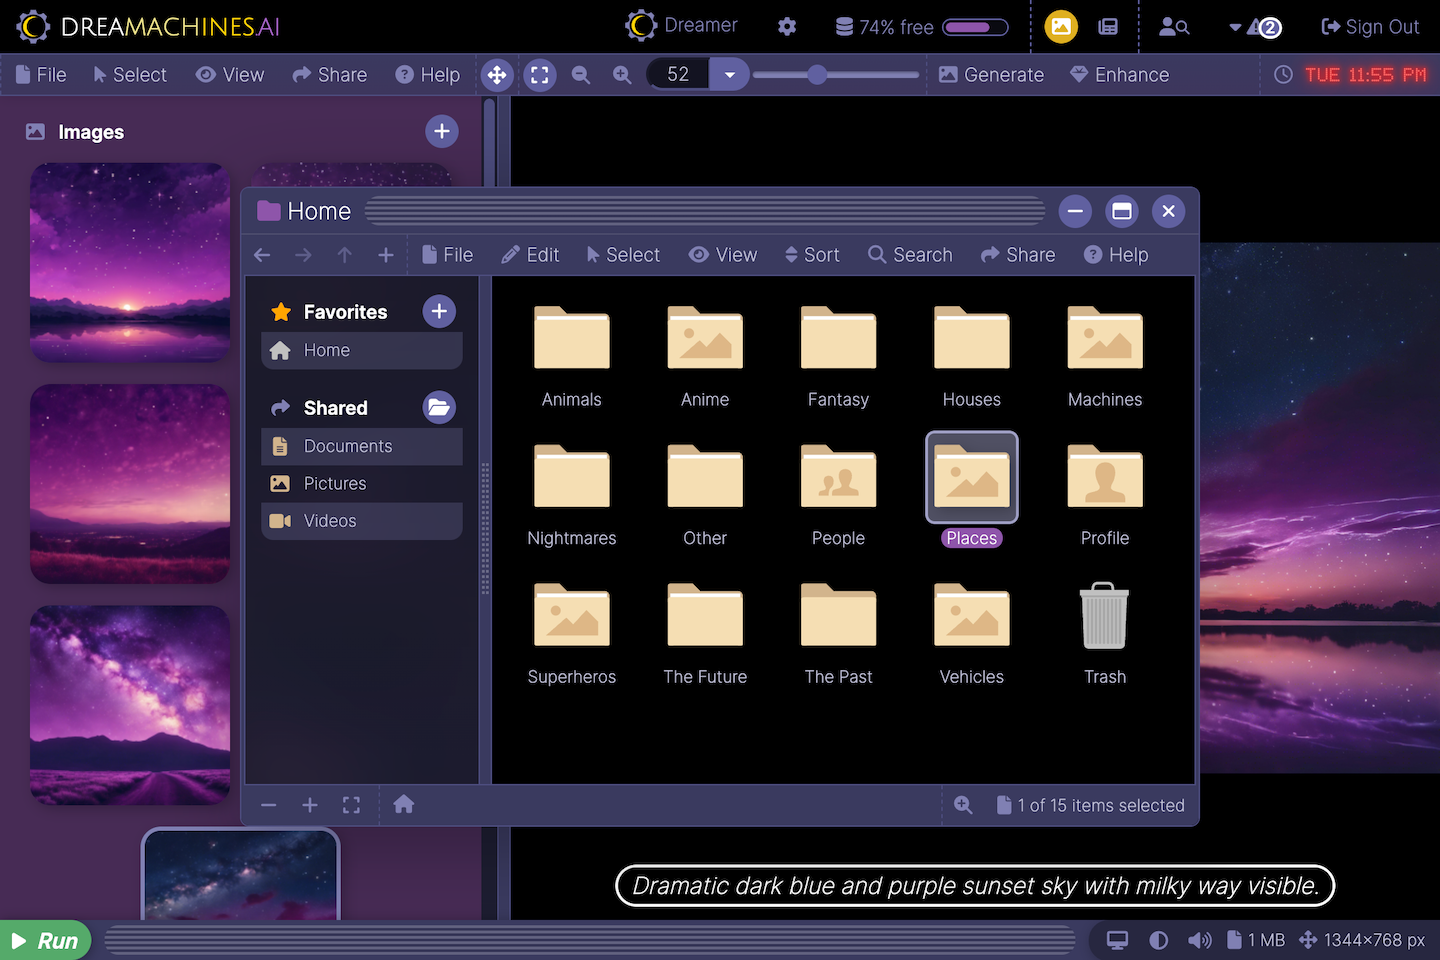 DREAMACHINES.AI
Dreamer
74% free
2
Sign Out
File
Select
View
Share
Help
52
Generate
Enhance
TUE 11:55 PM
Images
Home
File
Edit
Select
View
Sort
Search
Share
Help
Favorites
Home
Shared
Documents
Pictures
Videos
Animals
Anime
Fantasy
Houses
Machines
Nightmares
Other
People
Places
Profile
Superheros
The Future
The Past
Vehicles
Trash
1 of 15 items selected
Dramatic dark blue and purple sunset sky with milky way visible.
Run
1 MB
1344×768 px